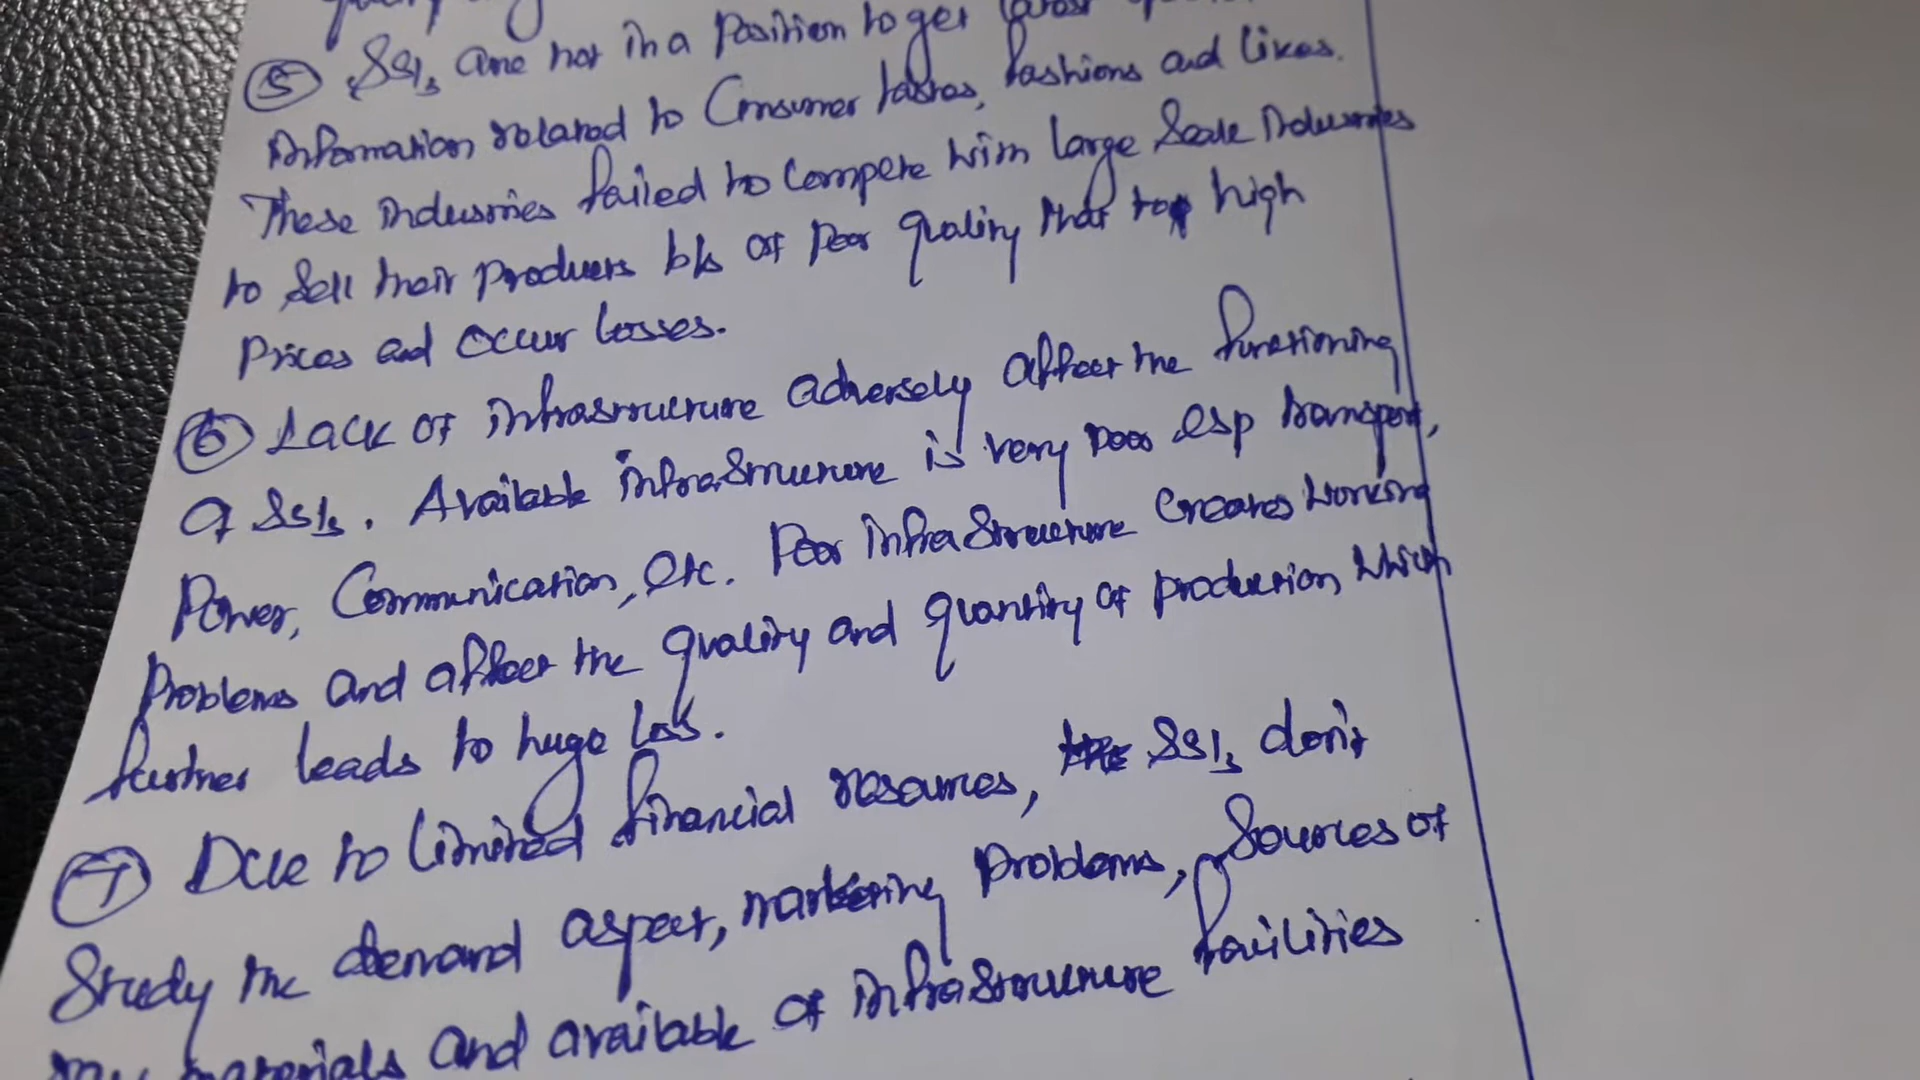 ⑤ SSIs are not in a position to get latest
information related to Consumer tastes, fashions and likes.
These industries failed to compete with large Scale industries
to Sell their products b/s of poor quality that too high
Prices and occur losses.
⑥ Lack of infrastructure adversely affect the functioning
of SSIs. Available infrastructure is very poor esp transport,
Power, Communication, etc. Poor infrastructure creates working
Problems and affect the quality and quantity of production, which
further leads to huge loss.
⑦ Due to limited financial resources, the SSIs don't
Study the demand aspect, marketing problems, Sources of
raw materials and available of infrastructure facilities